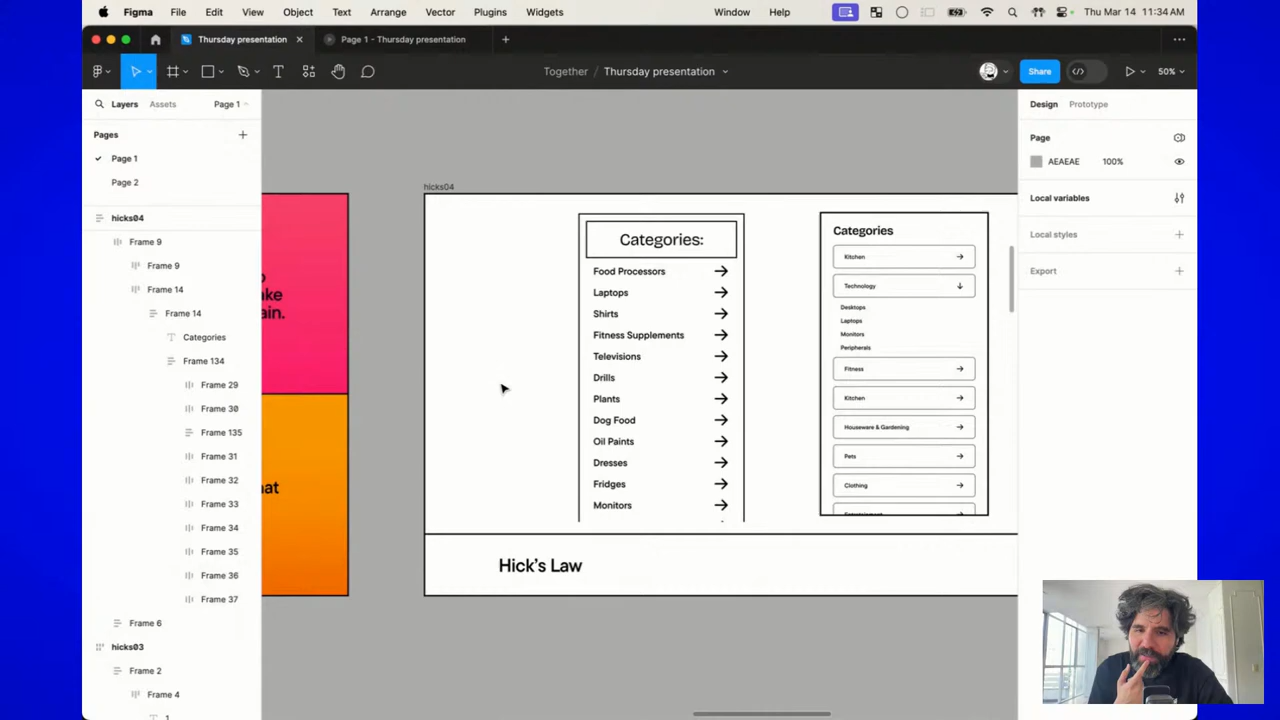 Figma File Edit View Object Text Arrange Vector Plugins Widgets Window Help Thu Mar 14 11:34 AM
Thursday presentation Page 1 - Thursday presentation
Together / Thursday presentation Share 50%
Layers Assets Page 1
Pages
Page 1
Page 2
hicks04
Frame 9
Frame 9
Frame 14
Frame 14
Categories
Frame 134
Frame 29
Frame 30
Frame 135
Frame 31
Frame 32
Frame 33
Frame 34
Frame 35
Frame 36
Frame 37
Frame 6
hicks03
Frame 2
Frame 4
1
ake
ain.
hat
hicks04
Categories:
Food Processors
Laptops
Shirts
Fitness Supplements
Televisions
Drills
Plants
Dog Food
Oil Paints
Dresses
Fridges
Monitors
Categories
Kitchen
Technology
Desktops
Laptops
Monitors
Peripherals
Fitness
Kitchen
Houseware & Gardening
Pets
Clothing
Hick's Law
Design Prototype
Page
AEAEAE 100%
Local variables
Local styles
Export